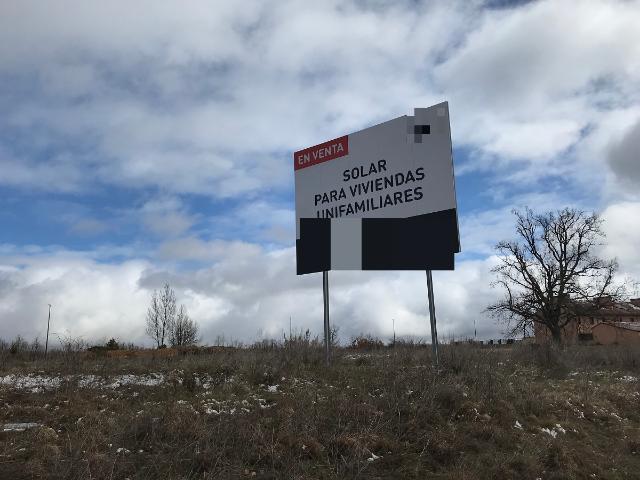 EN VENTA
SOLAR
PARA VIVIENDAS
UNIFAMILIARES